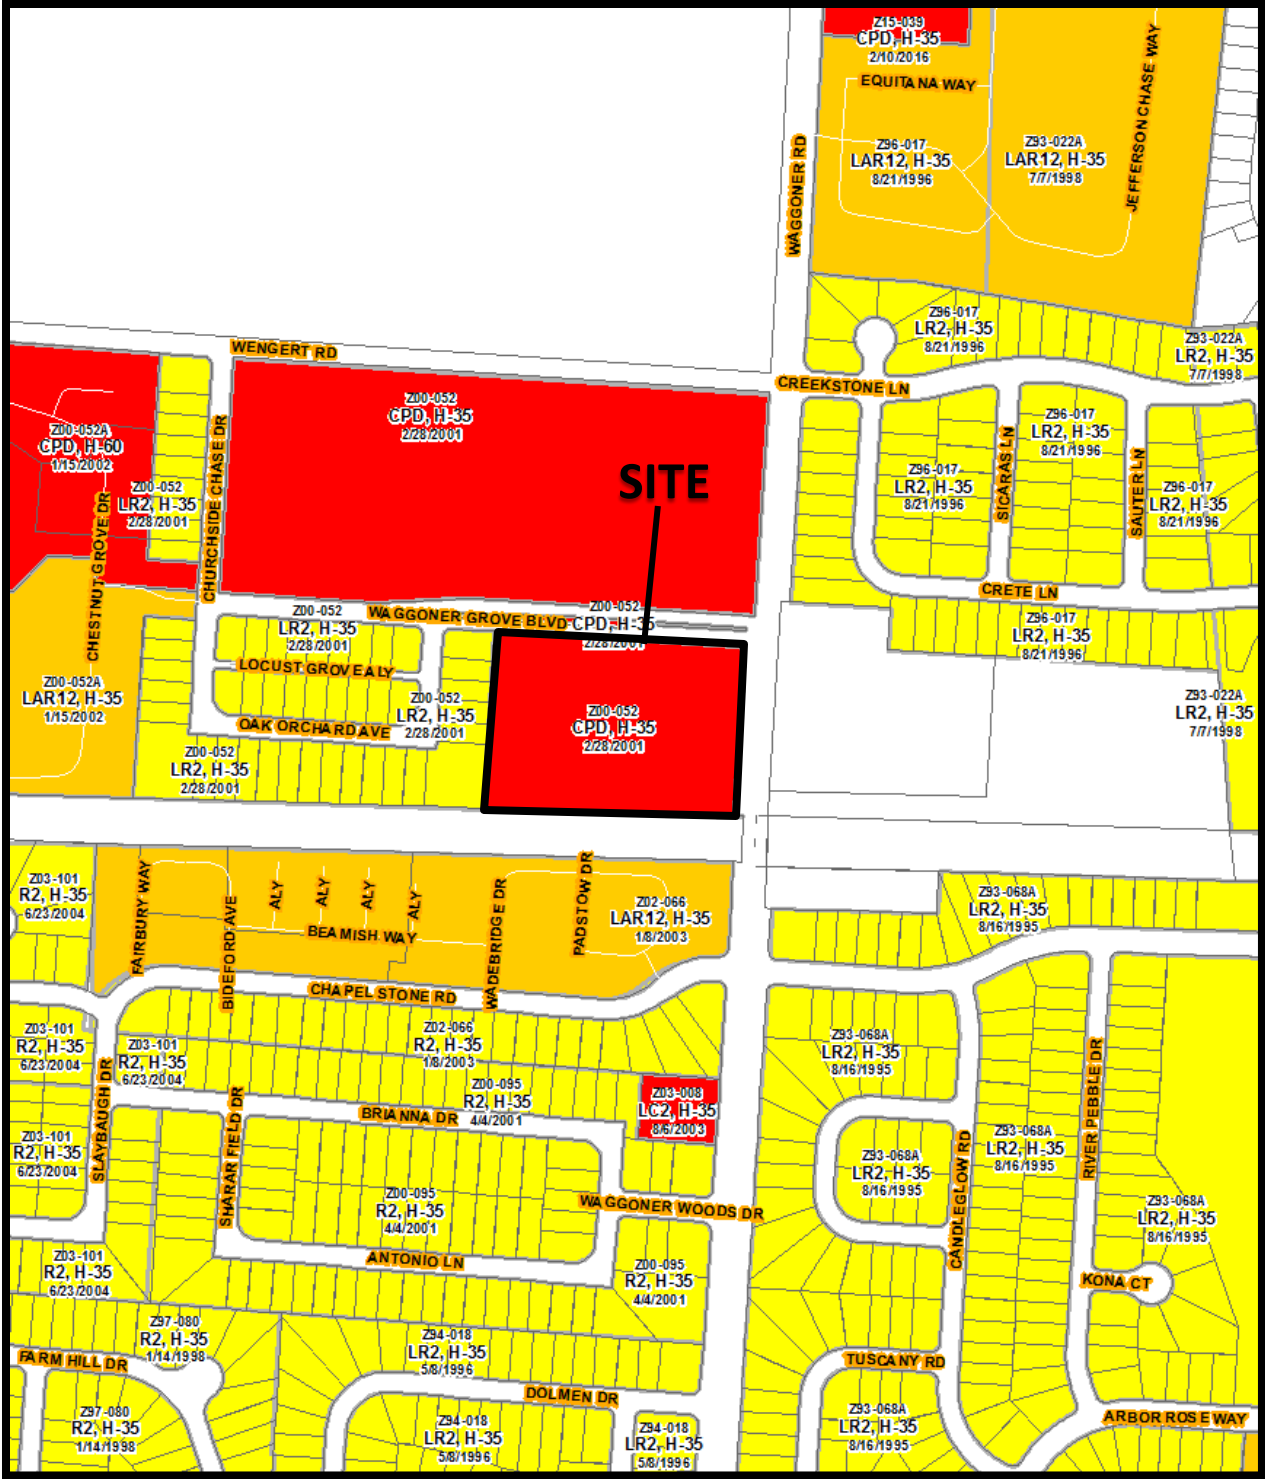 Z15-039
CPD, H-35
2/10/2016
EQUITANA WAY
JEFFERSON CHASE WAY
WAGGONER RD
Z96-017
LAR12, H-35
8/21/1996
Z93-022A
LAR12, H-35
7/7/1998
Z96-017
LR2, H-35
8/21/1996
Z93-022A
LR2, H-35
7/7/1998
WENGERT RD
CREEKSTONE LN
Z00-052
CPD, H-35
2/28/2001
Z00-052A
CPD, H-60
1/15/2002
CHURCHSIDE CHASE DR
SITE
Z96-017
LR2, H-35
8/21/1996
SICARAS LN
Z96-017
LR2, H-35
8/21/1996
SAUTER LN
Z96-017
LR2, H-35
8/21/1996
Z00-052
LR2, H-35
2/28/2001
CHESTNUT GROVE DR
CRETE LN
Z00-052
LR2, H-35
2/28/2001
WAGGONER GROVE BLVD
Z00-052
CPD, H-35
2/28/2001
Z96-017
LR2, H-35
8/21/1996
LOCUST GROVE ALY
Z00-052A
LAR12, H-35
1/15/2002
Z00-052
LR2, H-35
2/28/2001
Z00-052
CPD, H-35
2/28/2001
Z93-022A
LR2, H-35
7/7/1998
OAK ORCHARD AVE
Z00-052
LR2, H-35
2/28/2001
Z03-101
R2, H-35
6/23/2004
FAIRBURY WAY
BIDEFORD AVE
ALY
ALY
ALY
ALY
BEAMISH WAY
WADEBRIDGE DR
PADSTOW DR
Z02-066
LAR12, H-35
1/8/2003
Z93-068A
LR2, H-35
8/16/1995
CHAPEL STONE RD
Z03-101
R2, H-35
6/23/2004
Z03-101
R2, H-35
6/23/2004
Z02-066
R2, H-35
1/8/2003
Z93-068A
LR2, H-35
8/16/1995
SLAYBAUGH DR
SHARAR FIELD DR
Z00-095
R2, H-35
4/4/2001
BRIANNA DR
Z03-008
LC2, H-35
8/6/2003
RIVER PEBBLE DR
Z03-101
R2, H-35
6/23/2004
Z93-068A
LR2, H-35
8/16/1995
Z93-068A
LR2, H-35
8/16/1995
CANDLEGLOW RD
Z00-095
R2, H-35
4/4/2001
WAGGONER WOODS DR
Z93-068A
LR2, H-35
8/16/1995
ANTONIO LN
Z03-101
R2, H-35
6/23/2004
Z00-095
R2, H-35
4/4/2001
KONA CT
Z97-080
R2, H-35
1/14/1998
Z94-018
LR2, H-35
5/8/1996
FARM HILL DR
TUSCANY RD
DOLMEN DR
Z97-080
R2, H-35
1/14/1998
Z94-018
LR2, H-35
5/8/1996
Z94-018
LR2, H-35
5/8/1996
Z93-068A
LR2, H-35
8/16/1995
ARBOR ROSE WAY